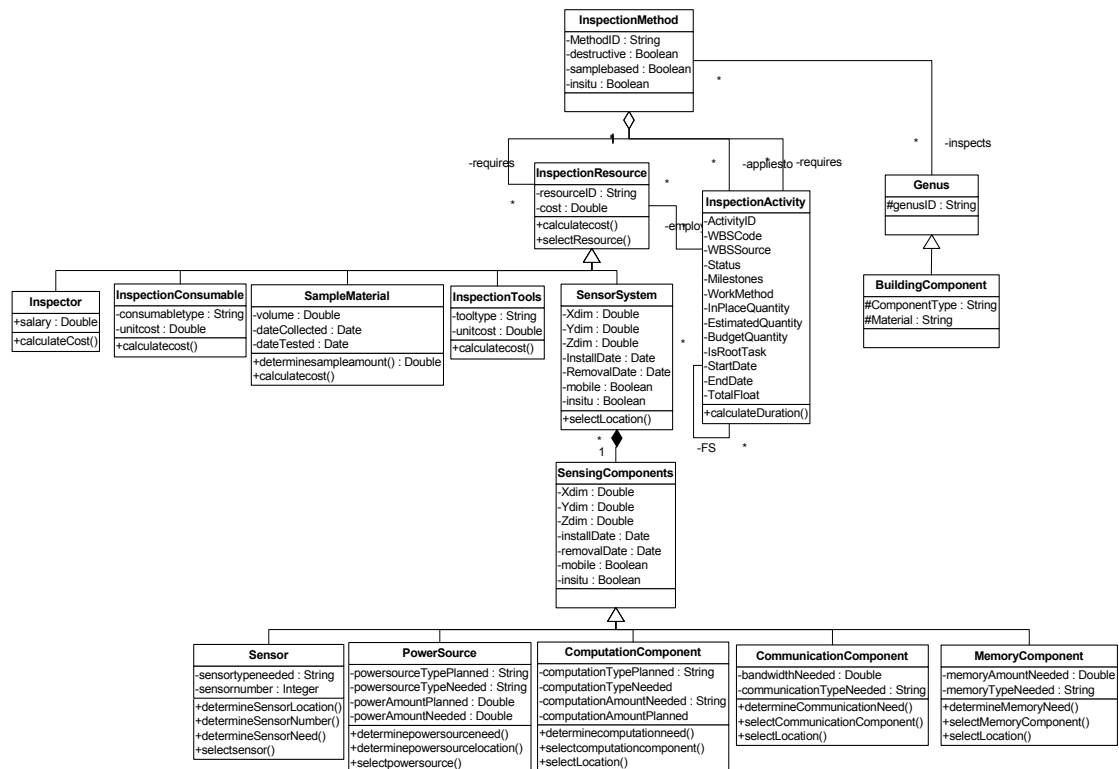 InspectionMethod
-MethodID : String
-destructive : Boolean
-samplebased : Boolean
-insitu : Boolean
*
1
*
-inspects
-requires
*
*
-appliesto
*
-requires
InspectionResource
-resourceID : String
-cost : Double
+calculatecost()
+selectResource()
*
-employ
*
InspectionActivity
-ActivityID
-WBSCode
-WBSSource
-Status
-Milestones
-WorkMethod
-InPlaceQuantity
-EstimatedQuantity
-BudgetQuantity
-IsRootTask
-StartDate
-EndDate
-TotalFloat
+calculateDuration()
-FS
*
Genus
#genusID : String
BuildingComponent
#ComponentType : String
#Material : String
Inspector
+salary : Double
+calculateCost()
InspectionConsumable
-consumabletype : String
-unitcost : Double
+calculatecost()
SampleMaterial
-volume : Double
-dateCollected : Date
-dateTested : Date
+determinesampleamount() : Double
+calculatecost()
InspectionTools
-tooltype : String
-unitcost : Double
+calculatecost()
SensorSystem
-Xdim : Double
-Ydim : Double
-Zdim : Double
-InstallDate : Date
-RemovalDate : Date
-mobile : Boolean
-insitu : Boolean
+selectLocation()
*
1
SensingComponents
-Xdim : Double
-Ydim : Double
-Zdim : Double
-installDate : Date
-removalDate : Date
-mobile : Boolean
-insitu : Boolean
Sensor
-sensortypeneeded : String
-sensornumber : Integer
+determineSensorLocation()
+determineSensorNumber()
+determineSensorNeed()
+selectsensor()
PowerSource
-powersourceTypePlanned : String
-powersourceTypeNeeded : String
-powerAmountPlanned : Double
-powerAmountNeeded : Double
+determinepowersourceneed()
+determinepowersourcelocation()
+selectpowersource()
ComputationComponent
-computationTypePlanned : String
-computationTypeNeeded
-computationAmountNeeded : String
-computationAmountPlanned
+determinecomputationneed()
+selectcomputationcomponent()
+selectLocation()
CommunicationComponent
-bandwidthNeeded : Double
-communicationTypeNeeded : String
+determineCommunicationNeed()
+selectCommunicationComponent()
+selectLocation()
MemoryComponent
-memoryAmountNeeded : Double
-memoryTypeNeeded : String
+determineMemoryNeed()
+selectMemoryComponent()
+selectLocation()